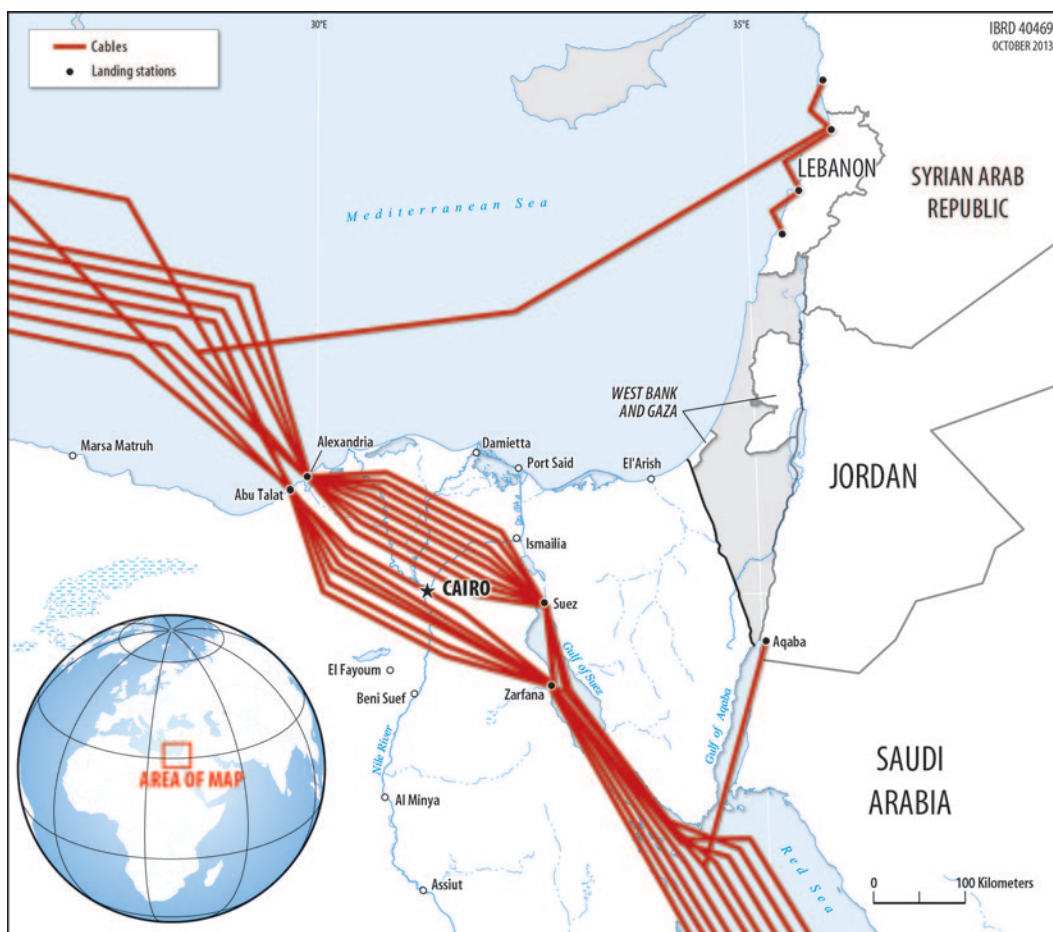 30°E
35°E
IBRD 40469
OCTOBER 2013
Cables
Landing stations
LEBANON
SYRIAN ARAB
REPUBLIC
Mediterranean Sea
WEST BANK
AND GAZA
Marsa Matruh
Alexandria
Damietta
Port Said
El'Arish
Abu Talat
JORDAN
Ismailia
CAIRO
Suez
Aqaba
El Fayoum
Beni Suef
Zarfana
Gulf of Suez
Gulf of Aqaba
Nile River
AREA OF MAP
SAUDI
ARABIA
Al Minya
Red Sea
Assiut
0 100 Kilometers